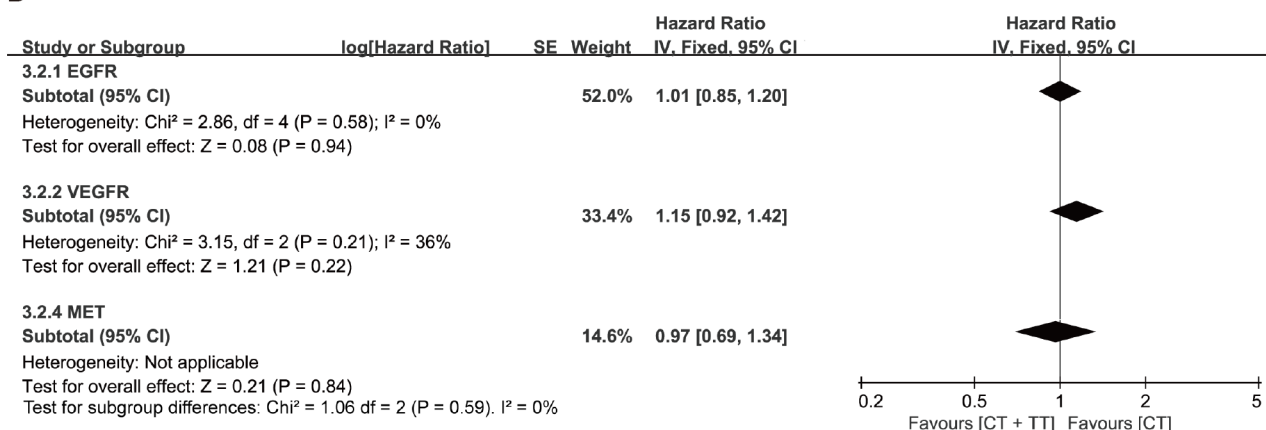 Hazard Ratio Hazard Ratio
Study or Subgroup log[Hazard Ratio] SE Weight IV, Fixed, 95% CI IV, Fixed, 95% CI
3.2.1 EGFR
Subtotal (95% CI) 52.0% 1.01 [0.85, 1.20]
Heterogeneity: Chi² = 2.86, df = 4 (P = 0.58); I² = 0%
Test for overall effect: Z = 0.08 (P = 0.94)
3.2.2 VEGFR
Subtotal (95% CI) 33.4% 1.15 [0.92, 1.42]
Heterogeneity: Chi² = 3.15, df = 2 (P = 0.21); I² = 36%
Test for overall effect: Z = 1.21 (P = 0.22)
3.2.4 MET
Subtotal (95% CI) 14.6% 0.97 [0.69, 1.34]
Heterogeneity: Not applicable
Test for overall effect: Z = 0.21 (P = 0.84)
Test for subgroup differences: Chi² = 1.06 df = 2 (P = 0.59). I² = 0%
0.2 0.5 1 2 5
Favours [CT + TT] Favours [CT]